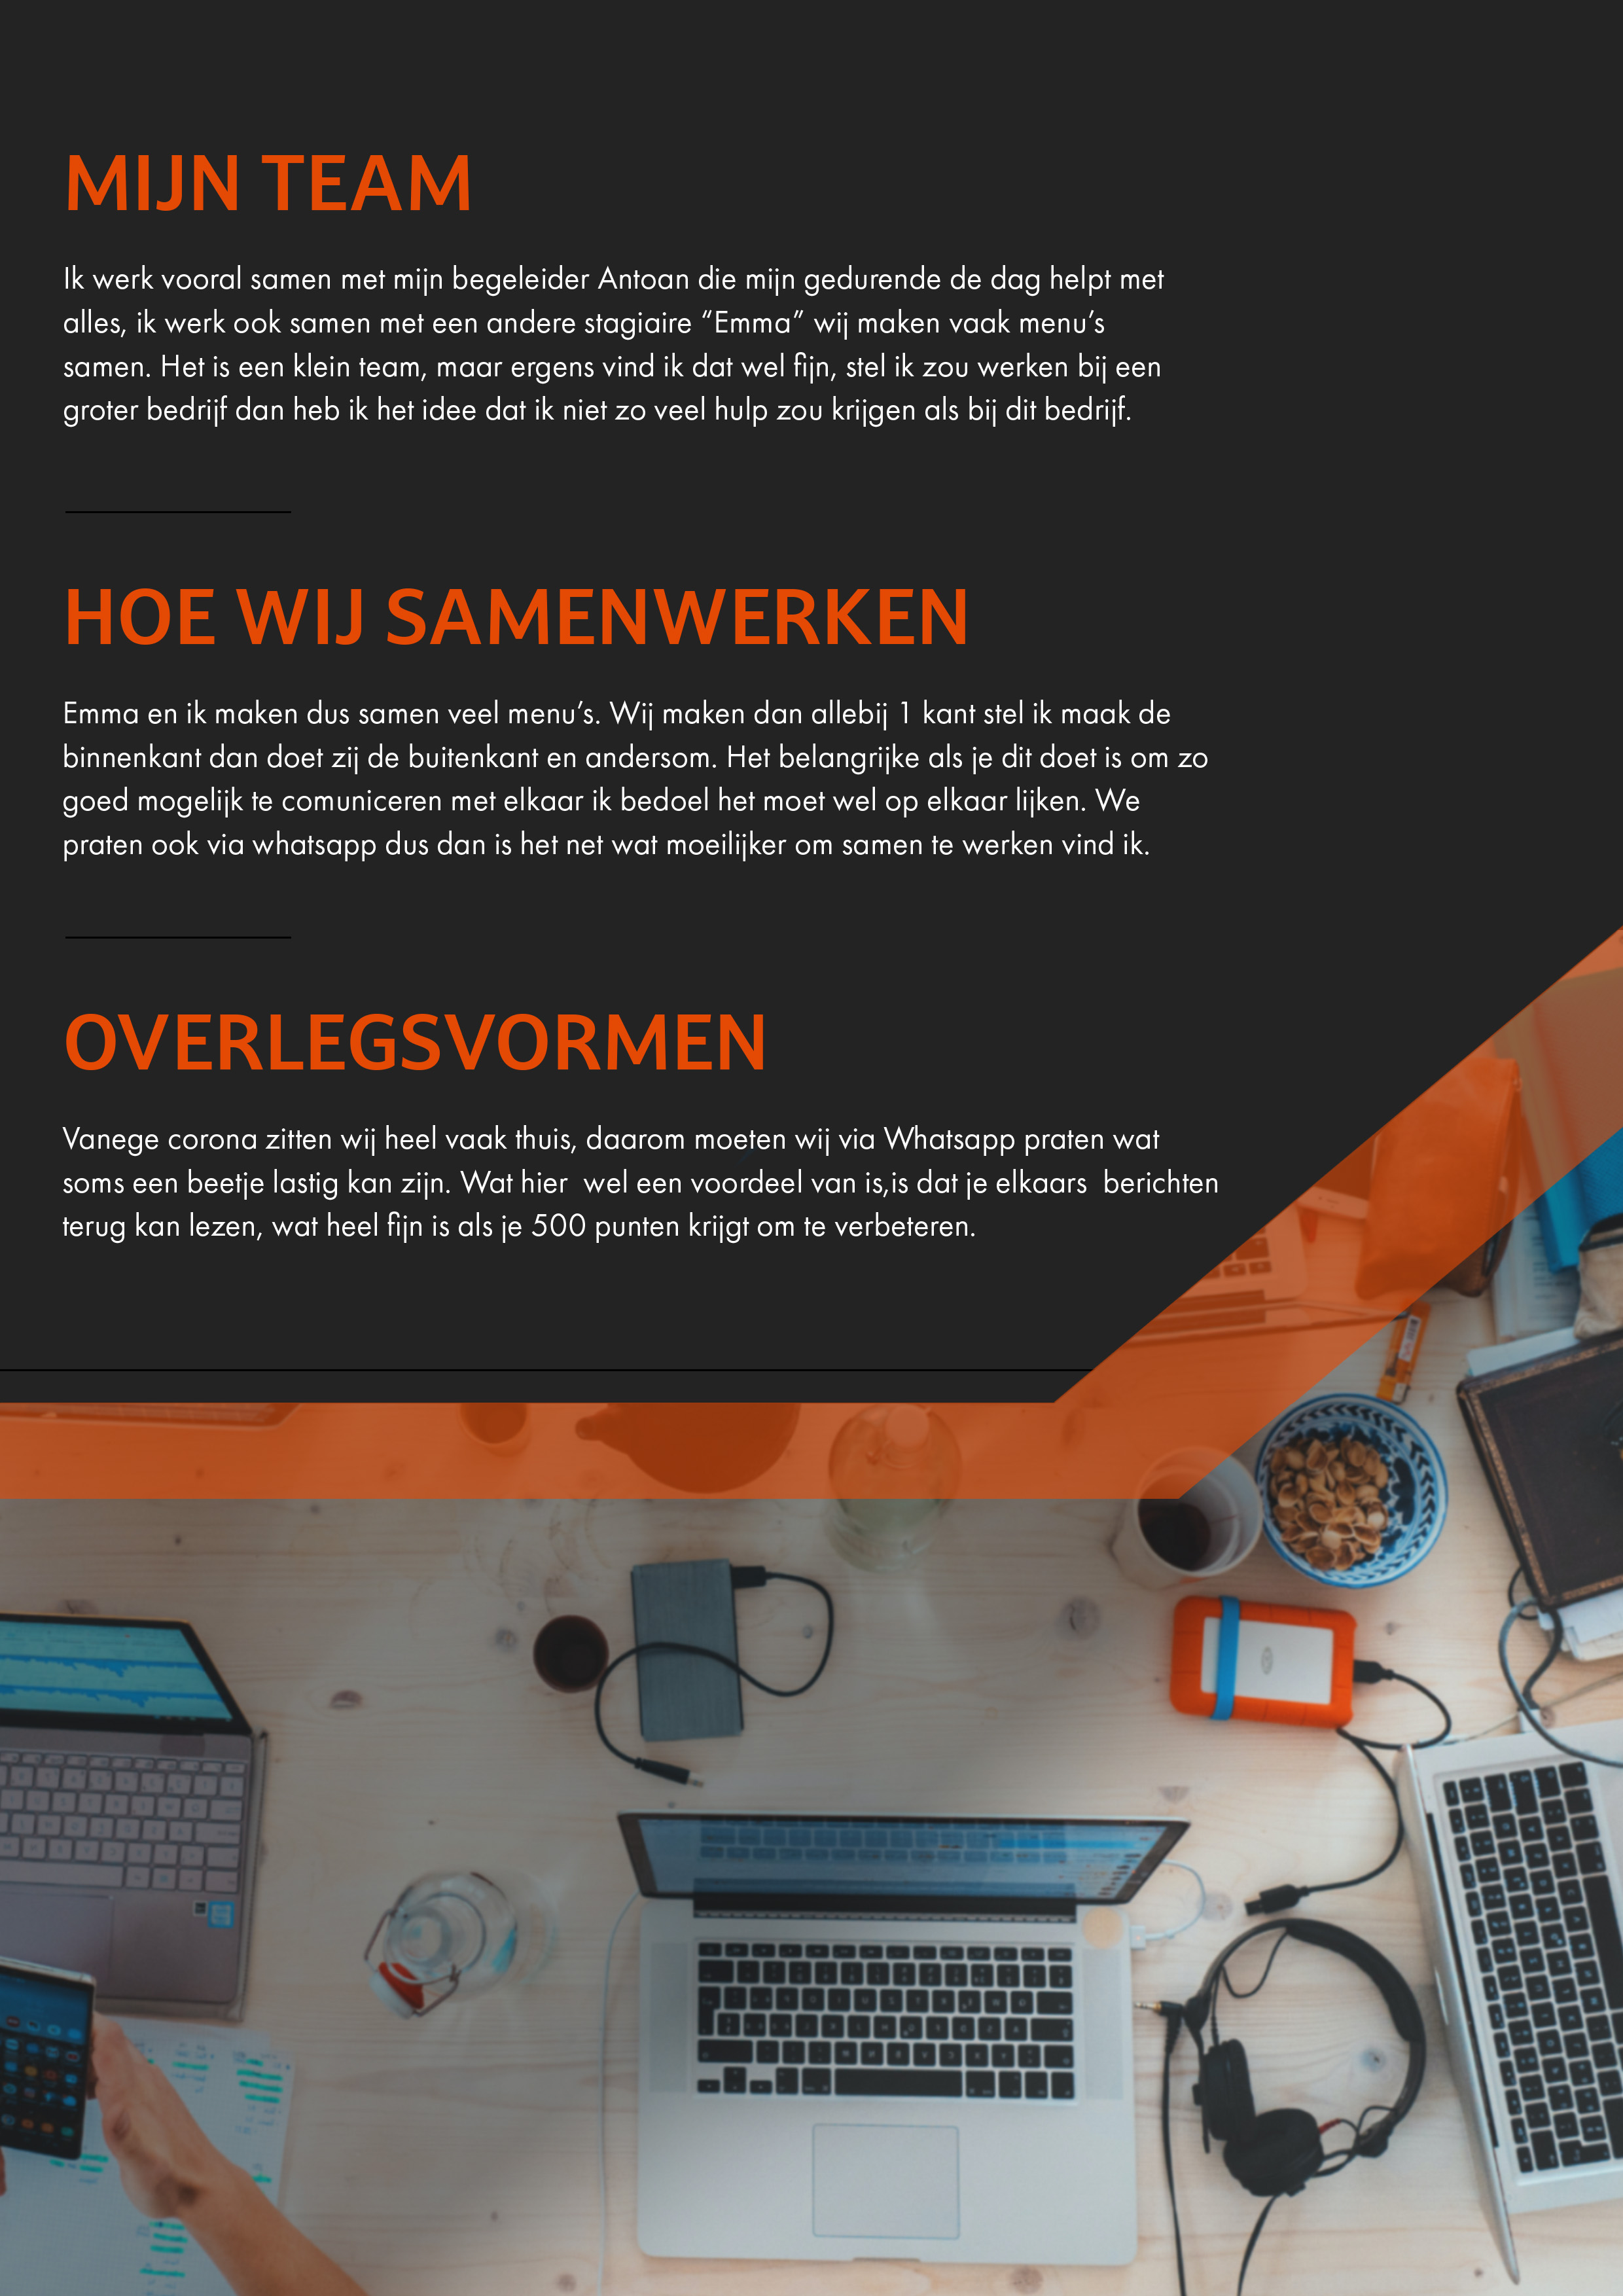 MIJN TEAM
Ik werk vooral samen met mijn begeleider Antoan die mijn gedurende de dag helpt met
alles, ik werk ook samen met een andere stagiaire “Emma” wij maken vaak menu’s
samen. Het is een klein team, maar ergens vind ik dat wel fijn, stel ik zou werken bij een
groter bedrijf dan heb ik het idee dat ik niet zo veel hulp zou krijgen als bij dit bedrijf.
HOE WIJ SAMENWERKEN
Emma en ik maken dus samen veel menu’s. Wij maken dan allebij 1 kant stel ik maak de
binnenkant dan doet zij de buitenkant en andersom. Het belangrijke als je dit doet is om zo
goed mogelijk te comuniceren met elkaar ik bedoel het moet wel op elkaar lijken. We
praten ook via whatsapp dus dan is het net wat moeilijker om samen te werken vind ik.
OVERLEGSVORMEN
Vanege corona zitten wij heel vaak thuis, daarom moeten wij via Whatsapp praten wat
soms een beetje lastig kan zijn. Wat hier  wel een voordeel van is,is dat je elkaars  berichten
terug kan lezen, wat heel fijn is als je 500 punten krijgt om te verbeteren.